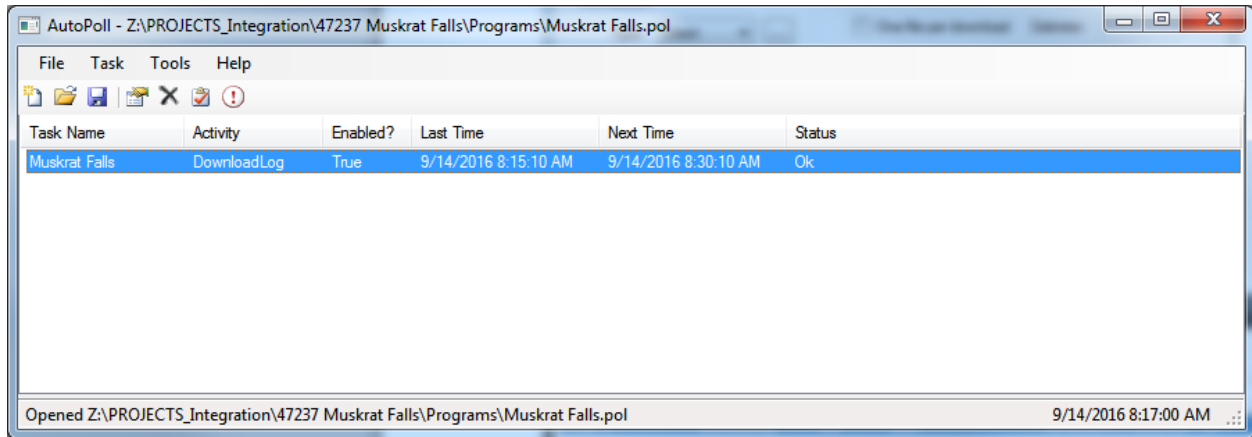 AutoPoll - Z:\PROJECTS_Integration\47237 Muskrat Falls\Programs\Muskrat Falls.pol
File Task Tools Help
Task Name Activity Enabled? Last Time Next Time Status
Muskrat Falls DownloadLog True 9/14/2016 8:15:10 AM 9/14/2016 8:30:10 AM Ok
Opened Z:\PROJECTS_Integration\47237 Muskrat Falls\Programs\Muskrat Falls.pol 9/14/2016 8:17:00 AM